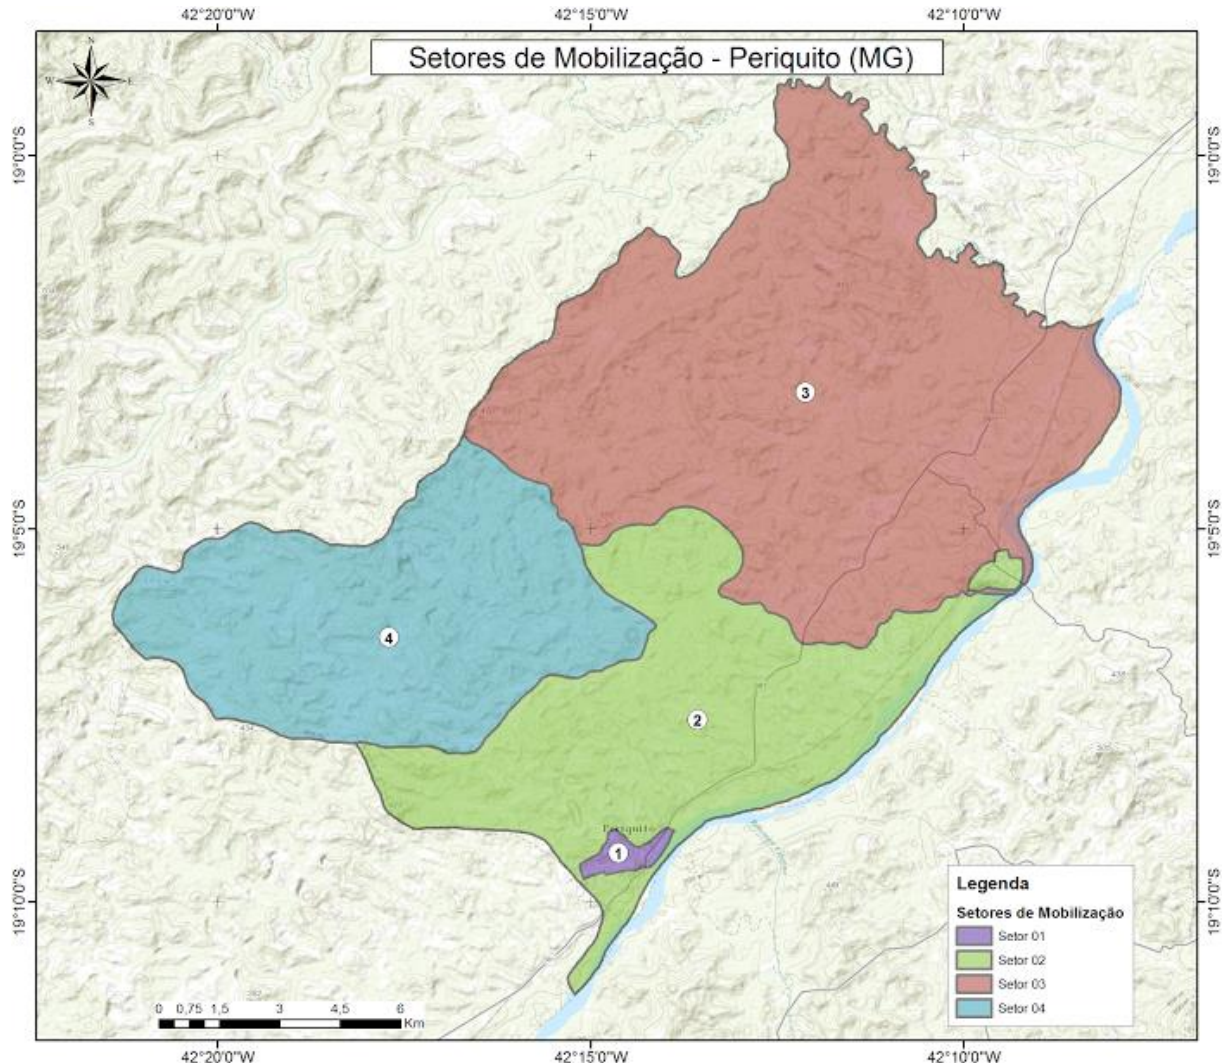 42°20'0"W 42°15'0"W 42°10'0"W
Setores de Mobilização - Periquito (MG)
N
W E
S
19°0'0"S 19°0'0"S
3
19°5'0"S 19°5'0"S
4
2
Periquito
1
19°10'0"S 19°10'0"S
Legenda
Setores de Mobilização
Setor 01
Setor 02
Setor 03
Setor 04
0 0,75 1,5 3 4,5 6
Km
42°20'0"W 42°15'0"W 42°10'0"W